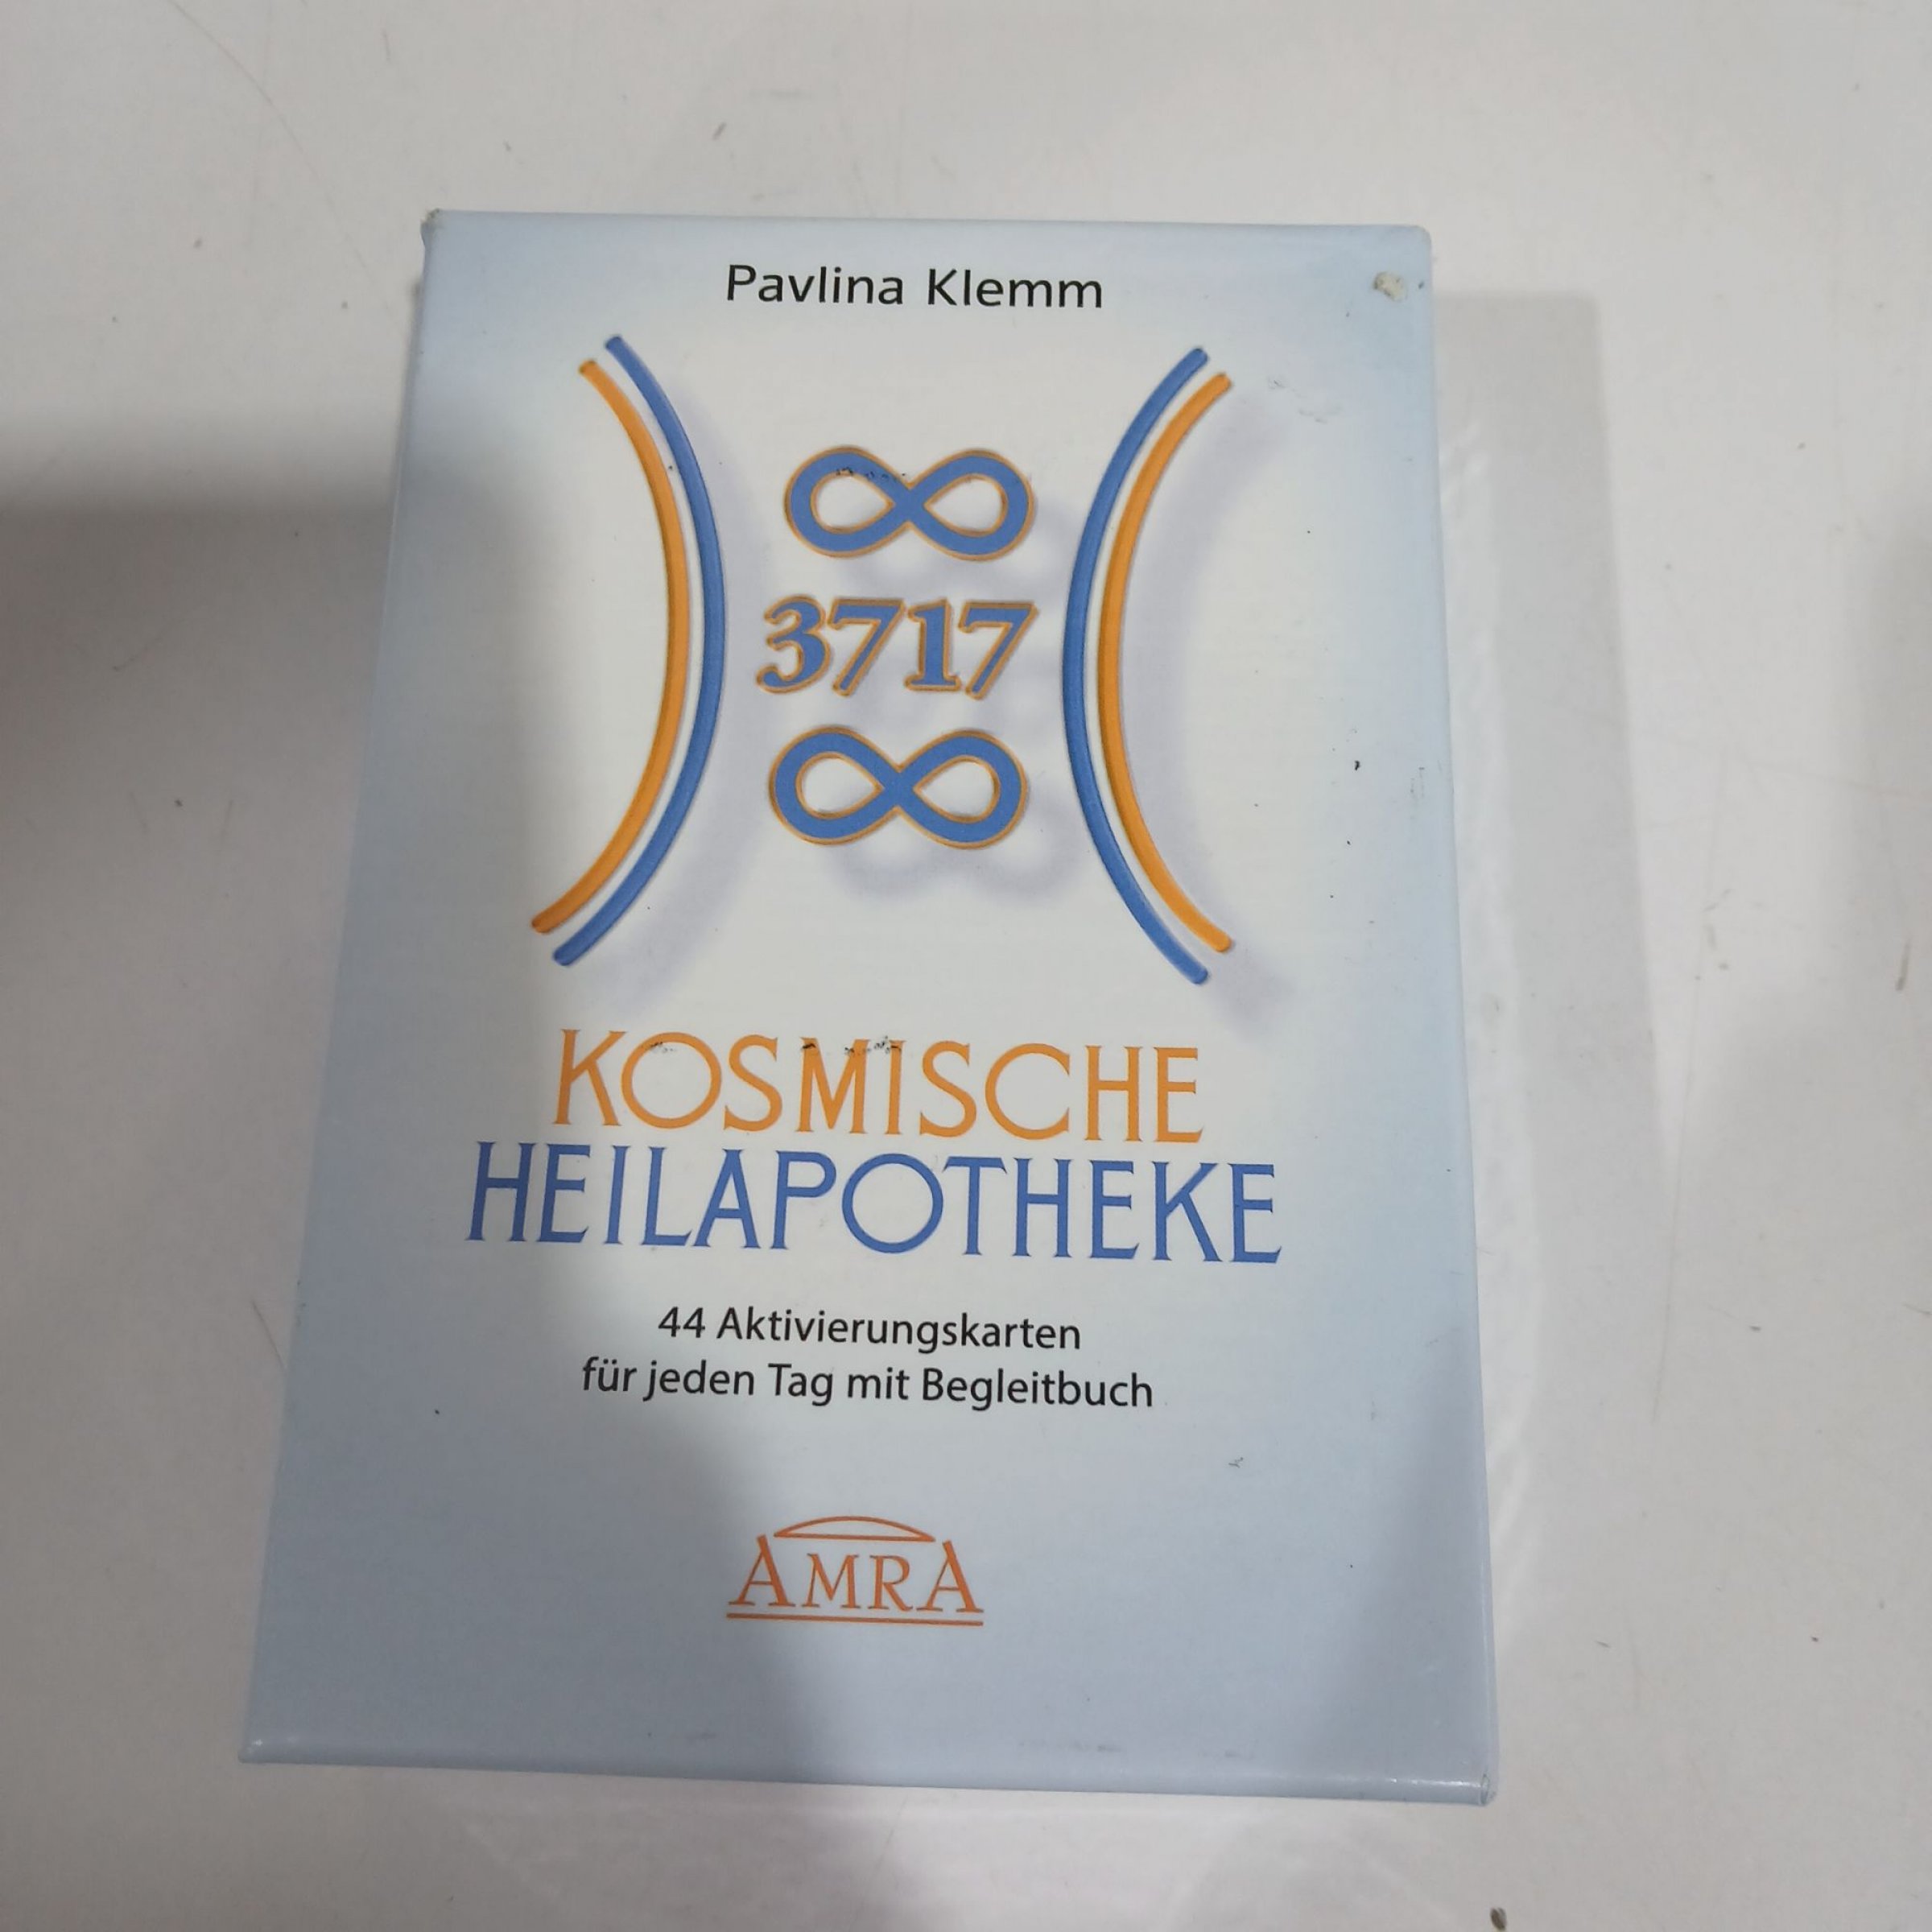 Pavlina Klemm
∞
3717
∞
KOSMISCHE
HEILAPOTHEKE
44 Aktivierungskarten
für jeden Tag mit Begleitbuch
AMRA